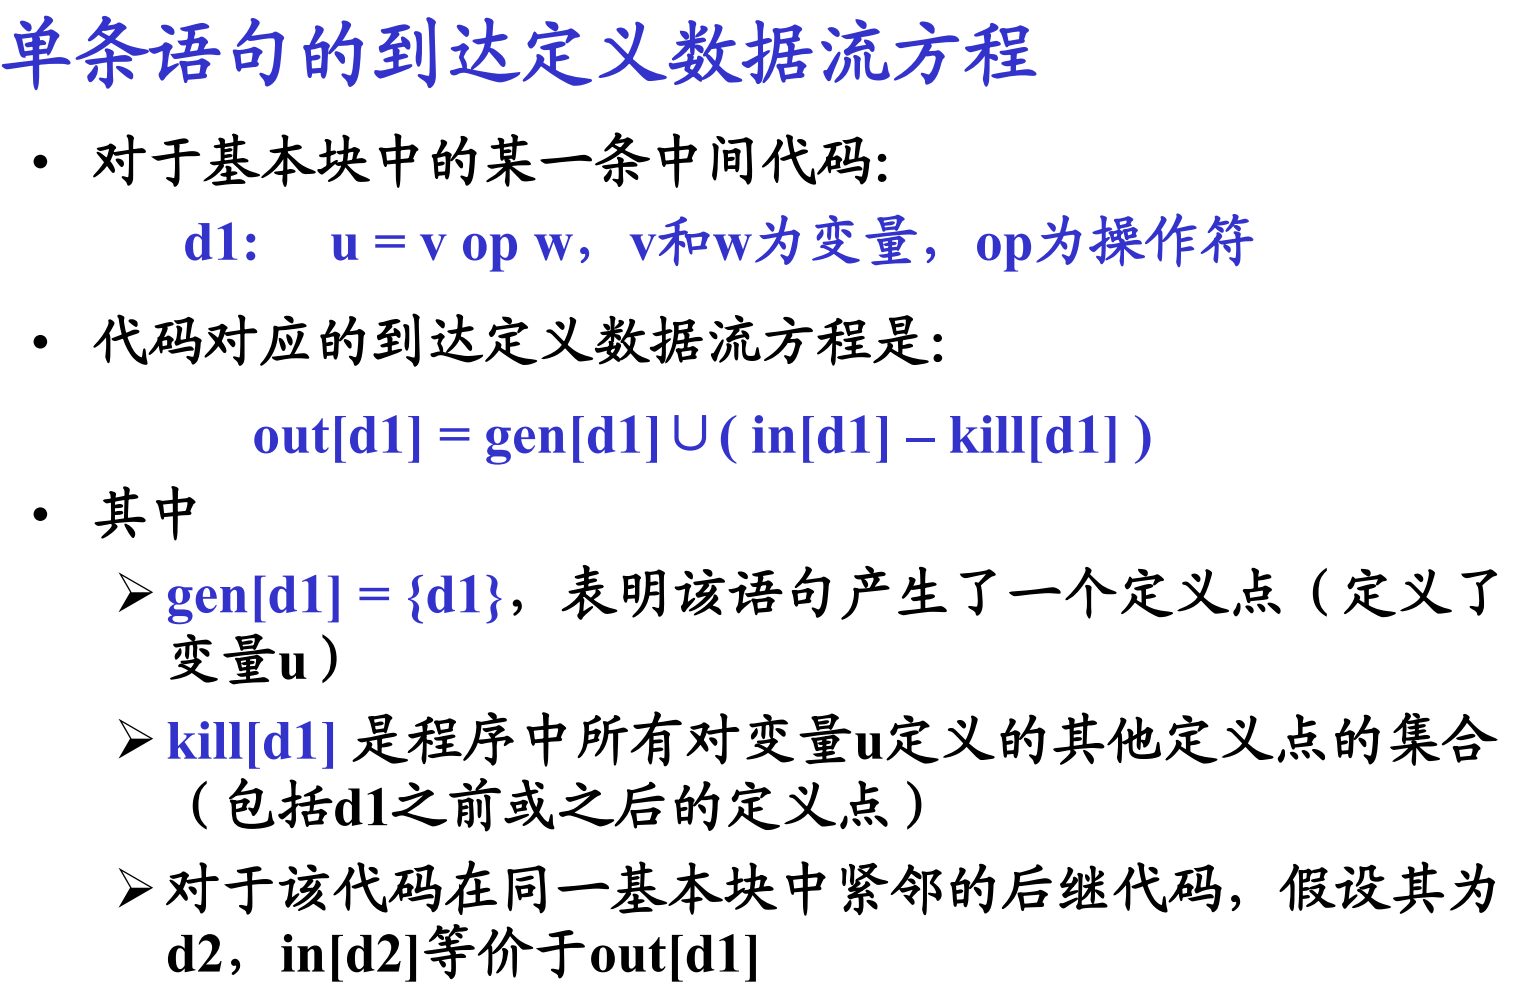 单条语句的到达定义数据流方程
• 对于基本块中的某一条中间代码:
d1: u = v op w，v和w为变量，op为操作符
• 代码对应的到达定义数据流方程是:
out[d1] = gen[d1]∪( in[d1] – kill[d1] )
• 其中
➢gen[d1] = {d1}，表明该语句产生了一个定义点（定义了
变量u）
➢kill[d1] 是程序中所有对变量u定义的其他定义点的集合
（包括d1之前或之后的定义点）
➢对于该代码在同一基本块中紧邻的后继代码，假设其为
d2，in[d2]等价于out[d1]